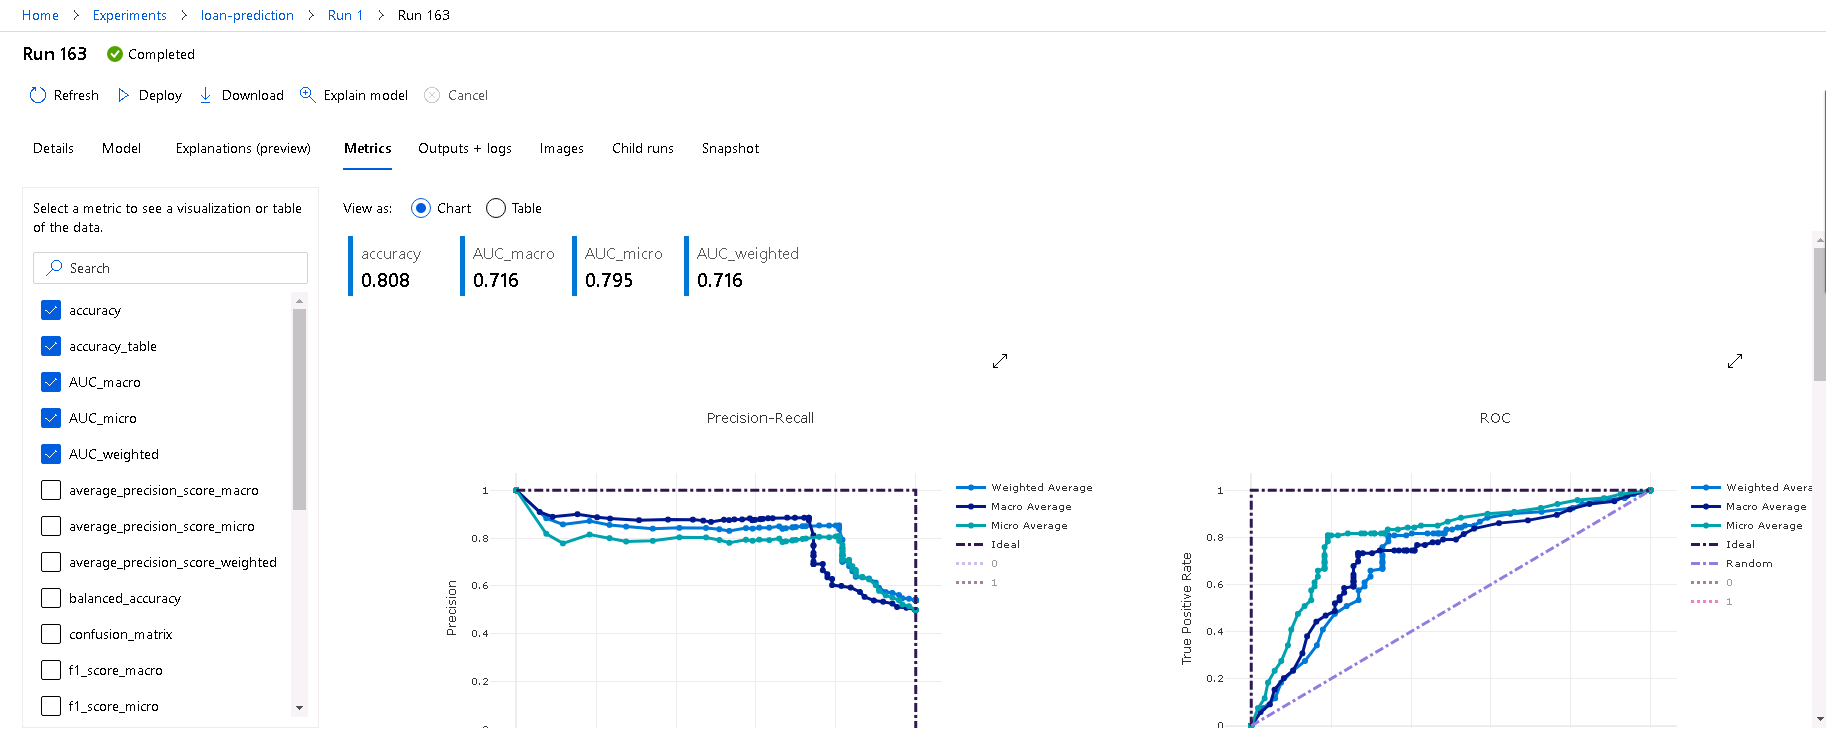 Home > Experiments > loan-prediction > Run 1 > Run 163
Run 163 Completed
Refresh Deploy Download Explain model Cancel
Details Model Explanations (preview) Metrics Outputs + logs Images Child runs Snapshot
Select a metric to see a visualization or table
of the data.
Search
accuracy
accuracy_table
AUC_macro
AUC_micro
AUC_weighted
average_precision_score_macro
average_precision_score_micro
average_precision_score_weighted
balanced_accuracy
confusion_matrix
f1_score_macro
f1_score_micro
View as: Chart Table
accuracy AUC_macro AUC_micro AUC_weighted
0.808 0.716 0.795 0.716
Precision-Recall
Precision
1
0.8
0.6
0.4
0.2
Weighted Average
Macro Average
Micro Average
Ideal
0
1
ROC
True Positive Rate
1
0.8
0.6
0.4
0.2
0
Weighted Avera
Macro Average
Micro Average
Ideal
Random
0
1